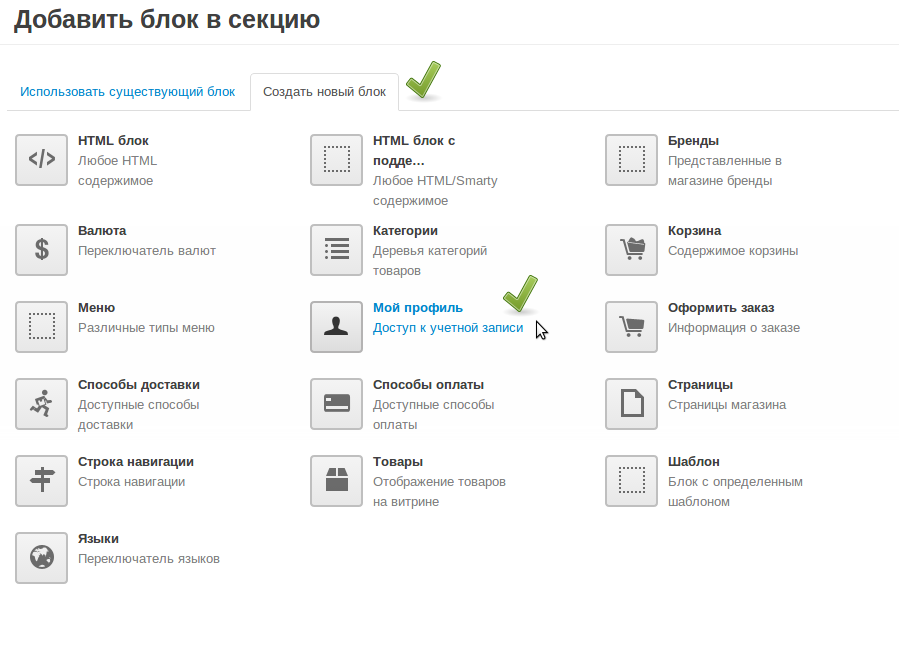 Добавить блок в секцию
Использовать существующий блок
Создать новый блок
HTML блок
Любое HTML
содержимое
HTML блок с
подде...
Любое HTML/Smarty
содержимое
Бренды
Представленные в
магазине бренды
Валюта
Переключатель валют
Категории
Деревья категорий
товаров
Корзина
Содержимое корзины
Меню
Различные типы меню
Мой профиль
Доступ к учетной записи
Оформить заказ
Информация о заказе
Способы доставки
Доступные способы
доставки
Способы оплаты
Доступные способы
оплаты
Страницы
Страницы магазина
Строка навигации
Строка навигации
Товары
Отображение товаров
на витрине
Шаблон
Блок с определенным
шаблоном
Языки
Переключатель языков